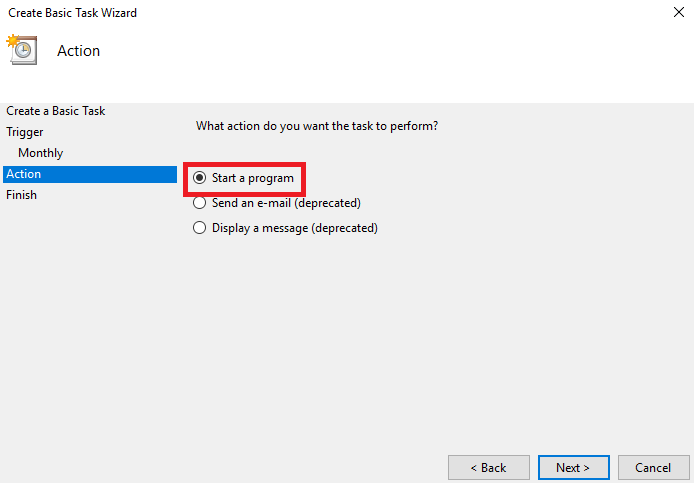 Create Basic Task Wizard
Action
Create a Basic Task
Trigger
Monthly
Action
Finish
What action do you want the task to perform?
Start a program
Send an e-mail (deprecated)
Display a message (deprecated)
< Back
Next >
Cancel